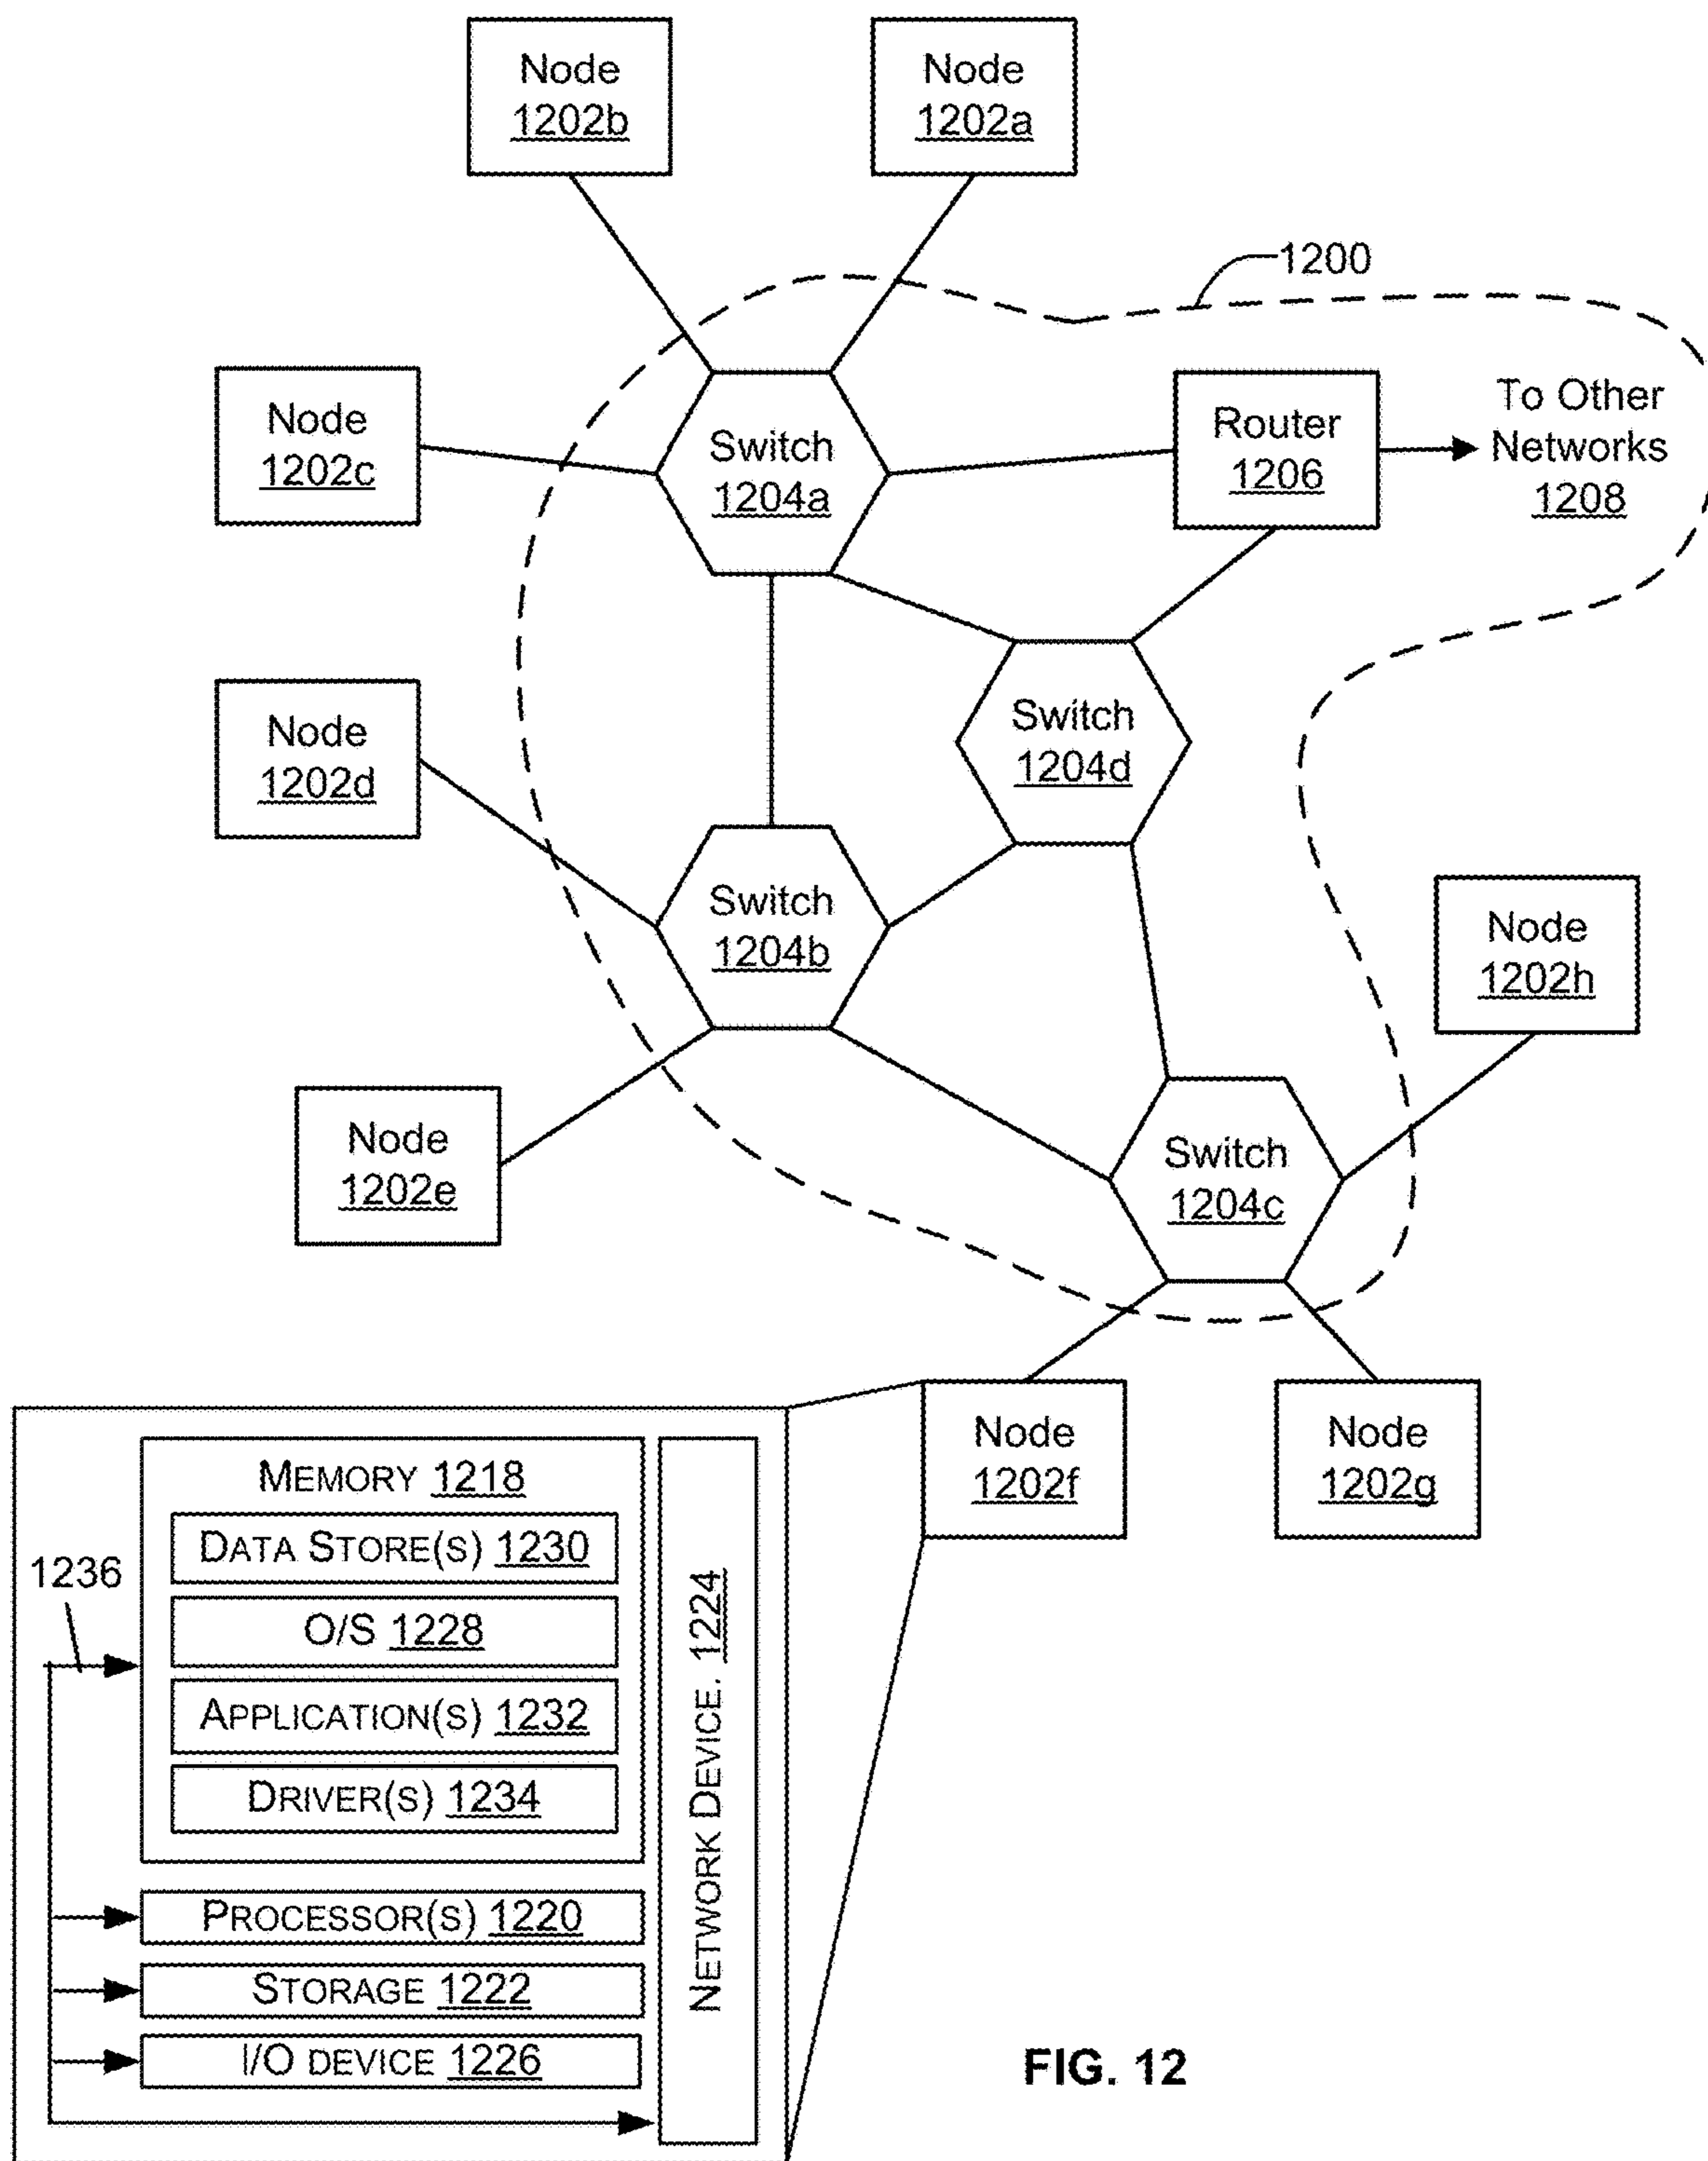 Node
1202b
Node
1202a
1200
Node
1202c
Switch
1204a
Router
1206
To Other
Networks
1208
Node
1202d
Switch
1204d
Switch
1204b
Node
1202h
Node
1202e
Switch
1204c
Node
1202f
Node
1202g
MEMORY 1218
DATA STORE(S) 1230
1236
O/S 1228
APPLICATION(S) 1232
DRIVER(S) 1234
NETWORK DEVICE. 1224
PROCESSOR(S) 1220
STORAGE 1222
I/O DEVICE 1226
FIG. 12